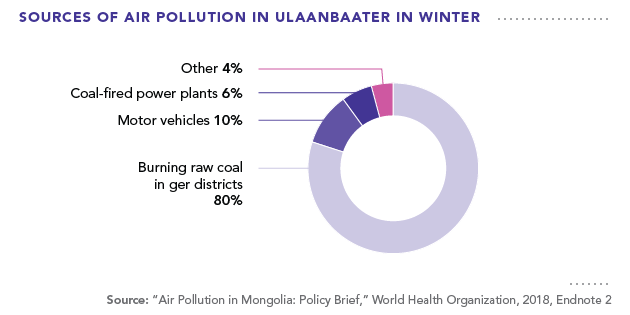 SOURCES OF AIR POLLUTION IN ULAANBAATER IN WINTER
Other 4%
Coal-fired power plants 6%
Motor vehicles 10%
Burning raw coal
in ger districts
80%
Source: “Air Pollution in Mongolia: Policy Brief,” World Health Organization, 2018, Endnote 2